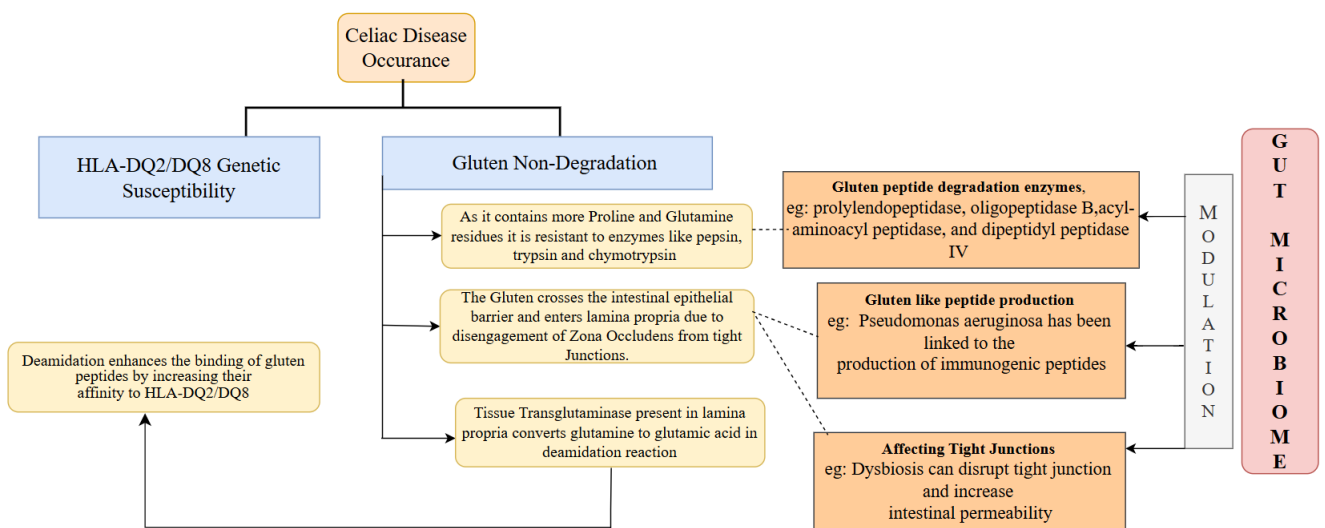 Celiac Disease
Occurance
HLA-DQ2/DQ8 Genetic
Susceptibility
Gluten Non-Degradation
As it contains more Proline and Glutamine
residues it is resistant to enzymes like pepsin,
trypsin and chymotrypsin
The Gluten crosses the intestinal epithelial
barrier and enters lamina propria due to
disengagement of Zona Occludens from tight
Junctions.
Tissue Transglutaminase present in lamina
propria converts glutamine to glutamic acid in
deamidation reaction
Deamidation enhances the binding of gluten
peptides by increasing their
affinity to HLA-DQ2/DQ8
Gluten peptide degradation enzymes,
eg: prolylendopeptidase, oligopeptidase B,acyl-
aminoacyl peptidase, and dipeptidyl peptidase
IV
Gluten like peptide production
eg: Pseudomonas aeruginosa has been
linked to the
production of immunogenic peptides
Affecting Tight Junctions
eg: Dysbiosis can disrupt tight junction
and increase
intestinal permeability
MODULATION
GUT MICROBIOME